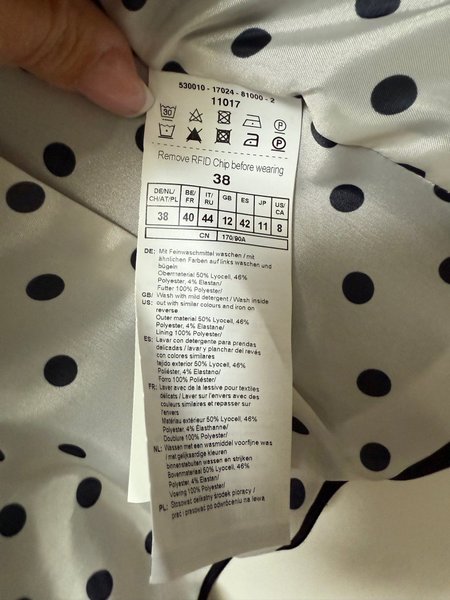 530010 - 17024 - 81000 - 2
11017
30 P
P
Remove RFID Chip before wearing
38
DE/NL/ CH/AT/PL BE/ FR IT/ RU GB ES JP US/ CA
38 40 44 12 42 11 8
CN 170/90A
DE: Mit Feinwaschmittel waschen / mit
ähnlichen Farben auf links waschen und
bügeln
Obermaterial 50% Lyocell, 46%
Polyester, 4% Elastan/
Futter 100% Polyester/
GB/ Wash with mild detergent / Wash inside
US: out with similar colours and iron on
reverse
Outer material 50% Lyocell, 46%
Polyester, 4% Elastane/
Lining 100% Polyester/
ES: Lavar con detergente para prendas
delicadas / lavar y planchar del revés
con colores similares
tejido exterior 50% Lyocell, 46%
Poliéster, 4% Elastano/
Forro 100% Poliéster/
FR: Laver avec de la lessive pour textiles
délicats / Laver sur l'envers avec des
couleurs similaires et repasser sur
l'envers
Matériau extérieur 50% Lyocell, 46%
Polyester, 4% Élasthanne/
Doublure 100% Polyester/
NL: Wassen met een wasmiddel voorfijne was
/ met gelijkaardige kleuren
binnenstebuiten wassen en strijken
Bovenmateriaal 50% Lyocell, 46%
Polyester, 4% Elastan/
Voering 100% Polyester/
PL: Stosować delikatny środek piorący /
prać i prasować po odwróceniu na lewą